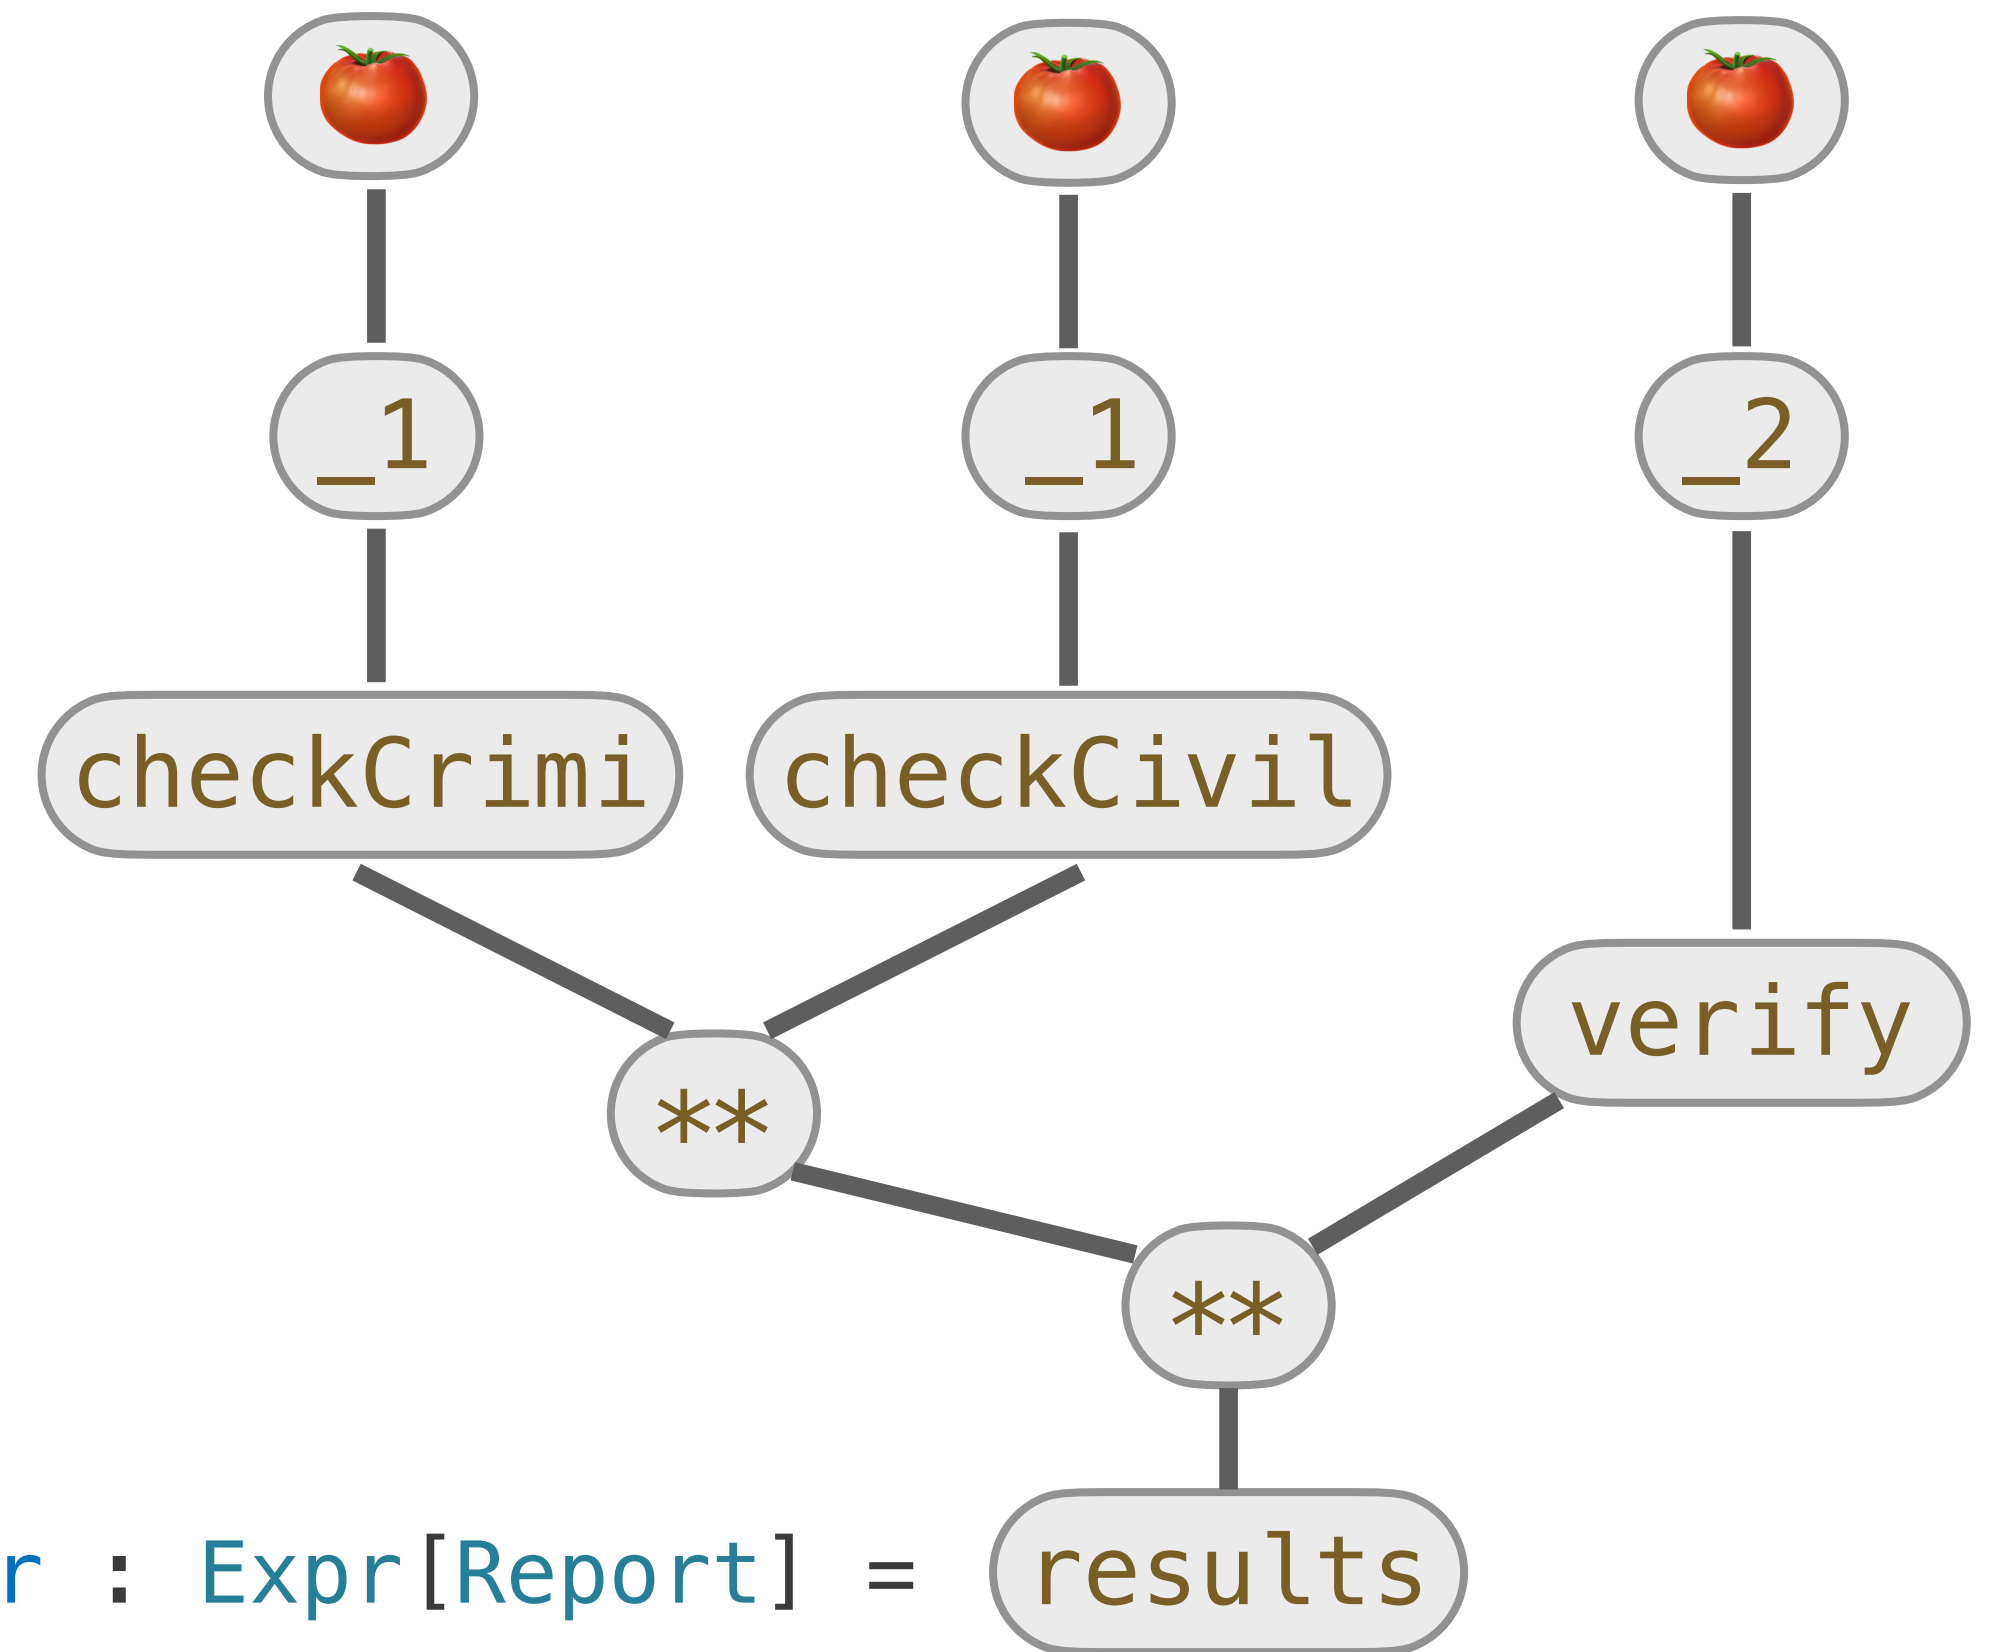 _1 _1 _2
checkCrimi checkCivil
verify
**
**
r : Expr[Report] = results